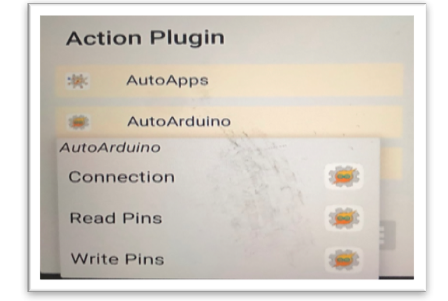 Action Plugin
AutoApps
AutoArduino
AutoArduino
Connection
Read Pins
Write Pins